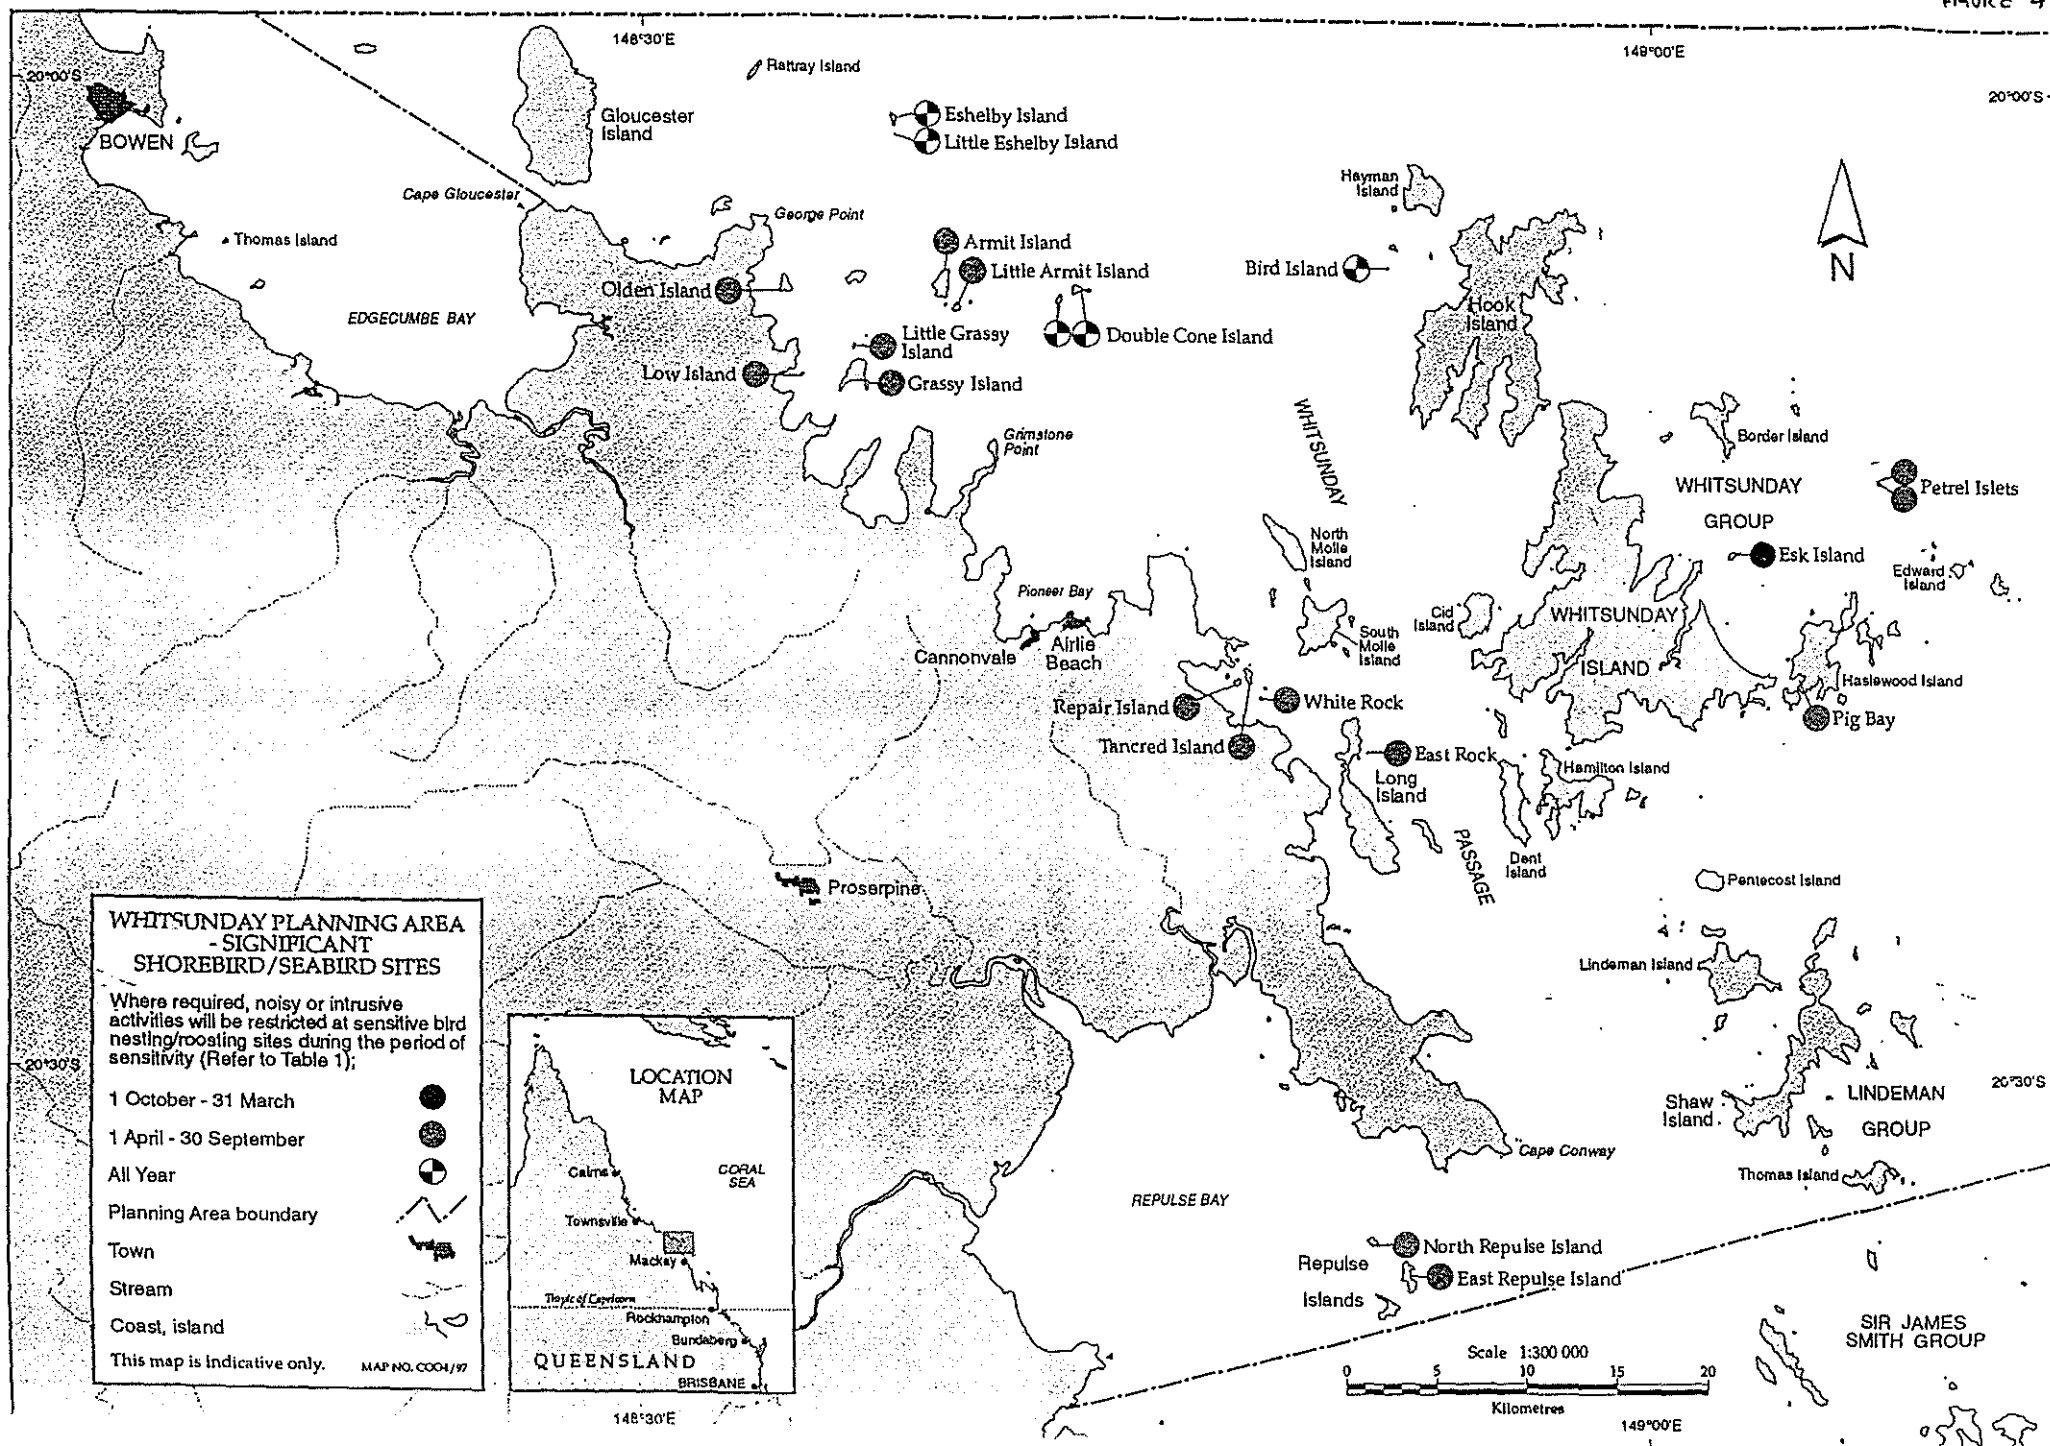 FIGURE 4
148°30'E
149°00'E
20°00'S
20°00'S
Rattray Island
Gloucester
Island
Eshelby Island
Little Eshelby Island
BOWEN
Hayman
Island
Cape Gloucester
George Point
Thomas Island
Armit Island
Little Armit Island
Bird Island
N
Olden Island
EDGECUMBE BAY
Hook
Island
Little Grassy
Island
Double Cone Island
Low Island
Grassy Island
WHITSUNDAY
Grimstone
Point
Border Island
WHITSUNDAY
GROUP
Petrel Islets
North
Molle
Island
Esk Island
Edward
Island
Pioneer Bay
Cid
Island
WHITSUNDAY
ISLAND
South
Molle
Island
Cannonvale
Airlie
Beach
Haslewood Island
Repair Island
White Rock
Pig Bay
Tancred Island
East Rock
Long
Island
Hamilton Island
PASSAGE
Dent
Island
Proserpine
Pentecost Island
Lindeman Island
WHITSUNDAY PLANNING AREA
- SIGNIFICANT
SHOREBIRD/SEABIRD SITES
Where required, noisy or intrusive
activities will be restricted at sensitive bird
nesting/roosting sites during the period of
sensitivity (Refer to Table 1);
20°30'S
1 October - 31 March
1 April - 30 September
All Year
Planning Area boundary
Town
Stream
Coast, island
This map is indicative only.
MAP NO. COO4/97
LOCATION
MAP
Cairns
CORAL
SEA
Townsville
Mackay
Tropic of Capricorn
Rockhampton
Bundaberg
QUEENSLAND
BRISBANE
20°30'S
LINDEMAN
GROUP
Shaw
Island
Cape Conway
Thomas Island
REPULSE BAY
Repulse
Islands
North Repulse Island
East Repulse Island
SIR JAMES
SMITH GROUP
Scale 1:300 000
0 5 10 15 20
Kilometres
148°30'E
149°00'E